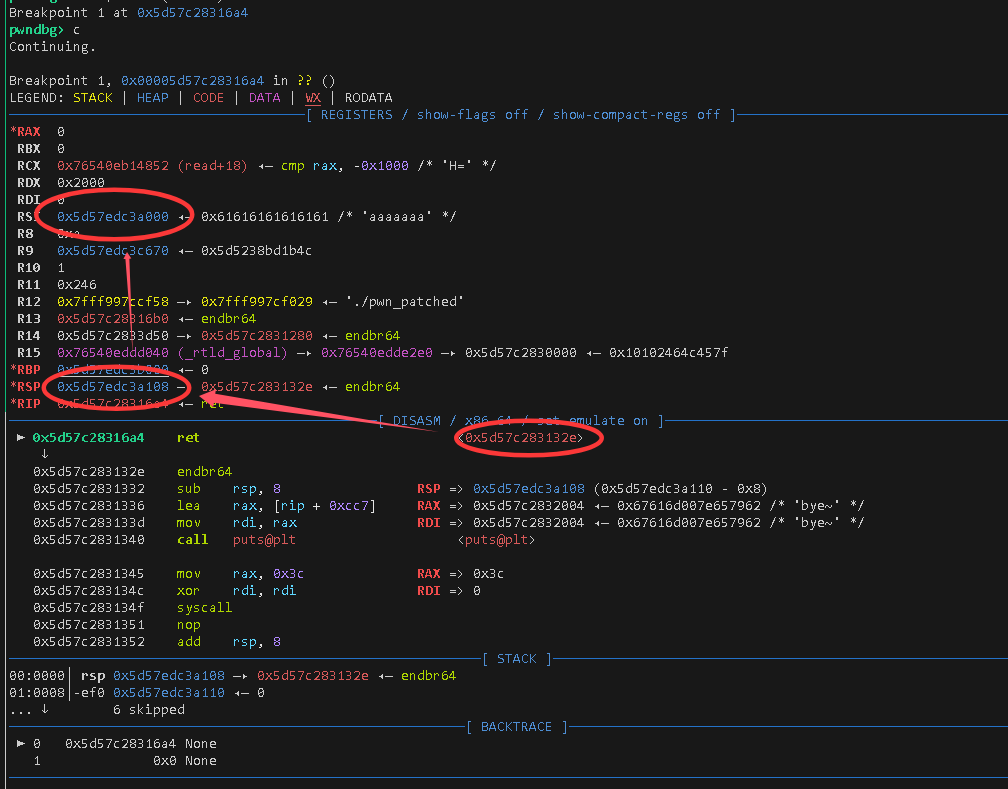 Breakpoint 1 at 0x5d57c28316a4
pwndbg> c
Continuing.
Breakpoint 1, 0x00005d57c28316a4 in ?? ()
LEGEND: STACK | HEAP | CODE | DATA | WX | RODATA
[ REGISTERS / show-flags off / show-compact-regs off ]
*RAX 0
RBX 0
RCX 0x76540eb14852 (read+18) ◂— cmp rax, -0x1000 /* 'H=' */
RDX 0x2000
RDI 0
RSI 0x5d57edc3a000 ◂— 0x61616161616161 /* 'aaaaaaa' */
R8
R9 0x5d57edc3c670 ◂— 0x5d5238bd1b4c
R10 1
R11 0x246
R12 0x7fff997ccf58 —▸ 0x7fff997cf029 ◂— './pwn_patched'
R13 0x5d57c28316b0 ◂— endbr64
R14 0x5d57c2833d50 —▸ 0x5d57c2831280 ◂— endbr64
R15 0x76540eddd040 (_rtld_global) —▸ 0x76540edde2e0 —▸ 0x5d57c2830000 ◂— 0x10102464c457f
*RBP 0x5d57edc3b000 ◂— 0
*RSP 0x5d57edc3a108 —▸ 0x5d57c283132e ◂— endbr64
*RIP 0x5d57c28316a4 ◂— ret
[ DISASM / x86-64 / set emulate on ]
► 0x5d57c28316a4 ret <0x5d57c283132e>
↓
0x5d57c283132e endbr64
0x5d57c2831332 sub rsp, 8 RSP => 0x5d57edc3a108 (0x5d57edc3a110 - 0x8)
0x5d57c2831336 lea rax, [rip + 0xcc7] RAX => 0x5d57c2832004 ◂— 0x67616d007e657962 /* 'bye~' */
0x5d57c283133d mov rdi, rax RDI => 0x5d57c2832004 ◂— 0x67616d007e657962 /* 'bye~' */
0x5d57c2831340 call puts@plt <puts@plt>
0x5d57c2831345 mov rax, 0x3c RAX => 0x3c
0x5d57c283134c xor rdi, rdi RDI => 0
0x5d57c283134f syscall
0x5d57c2831351 nop
0x5d57c2831352 add rsp, 8
[ STACK ]
00:0000│ rsp 0x5d57edc3a108 —▸ 0x5d57c283132e ◂— endbr64
01:0008│-ef0 0x5d57edc3a110 ◂— 0
... ↓ 6 skipped
[ BACKTRACE ]
► 0 0x5d57c28316a4 None
1 0x0 None